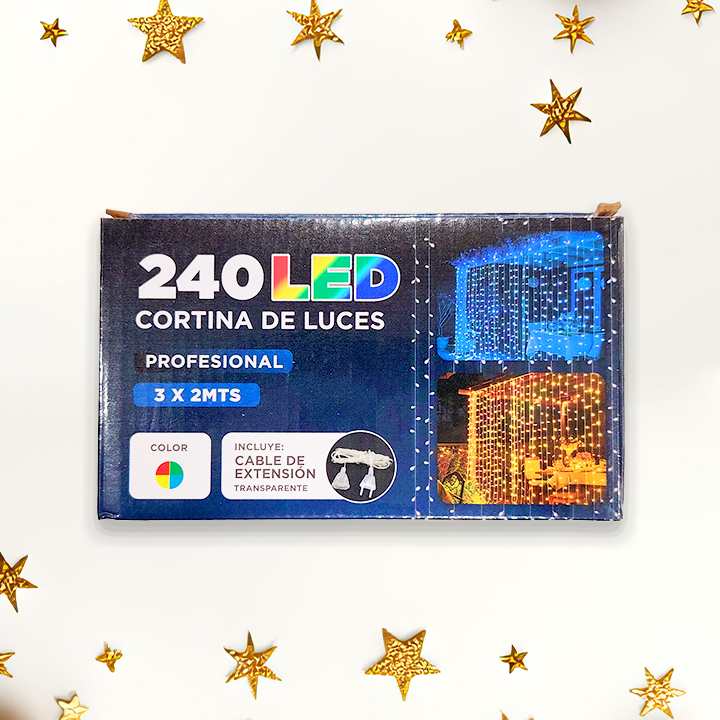 240 LED
CORTINA DE LUCES
PROFESIONAL
3 X 2MTS
COLOR
INCLUYE:
CABLE DE
EXTENSIÓN
TRANSPARENTE